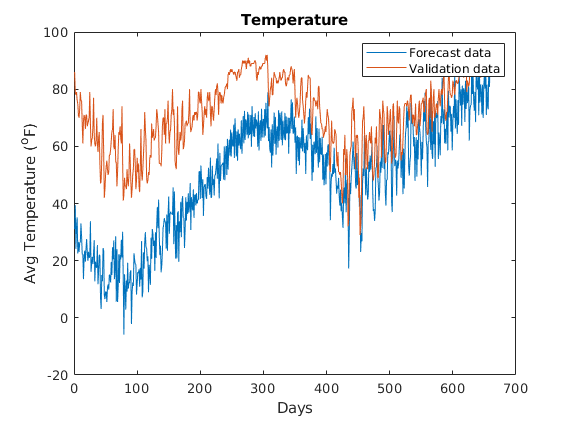 Temperature
100
80
60
40
20
0
-20
Avg Temperature (°F)
Forecast data
Validation data
0 100 200 300 400 500 600 700
Days